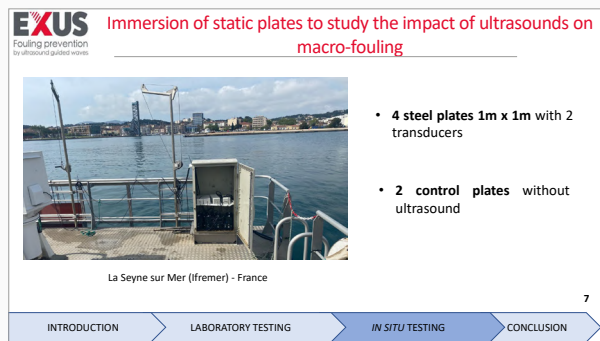 EXUS
Fouling prevention
by ultrasound guided waves
Immersion of static plates to study the impact of ultrasounds on
macro-fouling
• 4 steel plates 1m x 1m with 2
transducers
• 2 control plates without
ultrasound
La Seyne sur Mer (Ifremer) - France
7
INTRODUCTION
LABORATORY TESTING
IN SITU TESTING
CONCLUSION